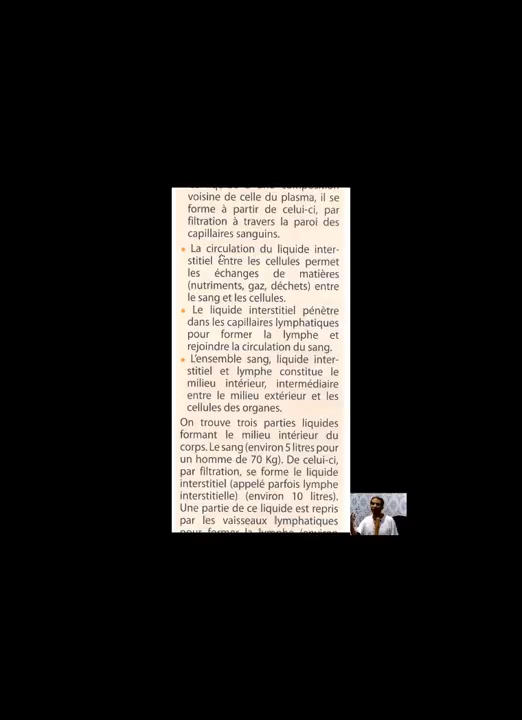 voisine de celle du plasma, il se
forme à partir de celui-ci, par
filtration à travers la paroi des
capillaires sanguins.
• La circulation du liquide inter-
stitiel entre les cellules permet
les échanges de matières
(nutriments, gaz, déchets) entre
le sang et les cellules.
• Le liquide interstitiel pénètre
dans les capillaires lymphatiques
pour former la lymphe et
rejoindre la circulation du sang.
• L'ensemble sang, liquide inter-
stitiel et lymphe constitue le
milieu intérieur, intermédiaire
entre le milieu extérieur et les
cellules des organes.
On trouve trois parties liquides
formant le milieu intérieur du
corps. Le sang (environ 5 litres pour
un homme de 70 Kg). De celui-ci,
par filtration, se forme le liquide
interstitiel (appelé parfois lymphe
interstitielle) (environ 10 litres).
Une partie de ce liquide est repris
par les vaisseaux lymphatiques
pour former la lymphe (environ